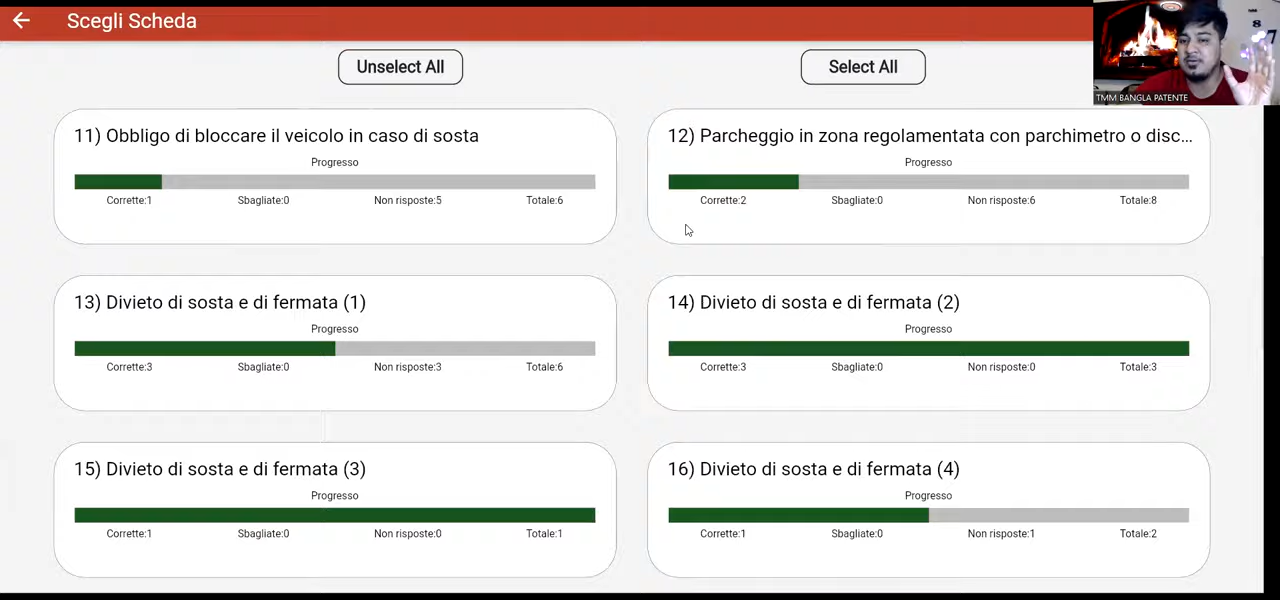 Scegli Scheda
Unselect All
Select All
TMM BANGLA PATENTE
8
7
11) Obbligo di bloccare il veicolo in caso di sosta
Progresso
Corrette:1 Sbagliate:0 Non risposte:5 Totale:6
12) Parcheggio in zona regolamentata con parchimetro o disc...
Progresso
Corrette:2 Sbagliate:0 Non risposte:6 Totale:8
13) Divieto di sosta e di fermata (1)
Progresso
Corrette:3 Sbagliate:0 Non risposte:3 Totale:6
14) Divieto di sosta e di fermata (2)
Progresso
Corrette:3 Sbagliate:0 Non risposte:0 Totale:3
15) Divieto di sosta e di fermata (3)
Progresso
Corrette:1 Sbagliate:0 Non risposte:0 Totale:1
16) Divieto di sosta e di fermata (4)
Progresso
Corrette:1 Sbagliate:0 Non risposte:1 Totale:2